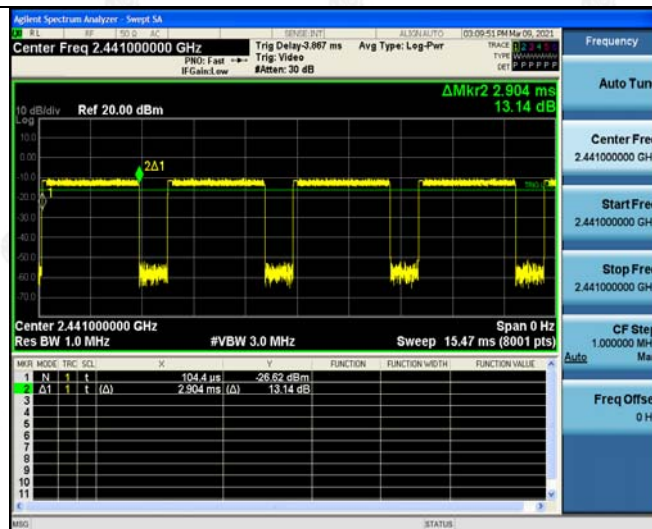 Agilent Spectrum Analyzer - Swept SA
RL RF 50 Ω AC SENSE:INT ALIGN AUTO 03:09:51 PM Mar 09, 2021
Center Freq 2.441000000 GHz
PNO: Fast
IFGain:Low
Trig Delay-3.867 ms
Trig: Video
#Atten: 30 dB
Avg Type: Log-Pwr
TRACE 1 2 3 4 5 6
TYPE
DET P P P P P P
ΔMkr2 2.904 ms
13.14 dB
10 dB/div
Log
Ref 20.00 dBm
10.0
0.00
-10.0
-20.0
-30.0
-40.0
-50.0
-60.0
-70.0
2Δ1
1
Center 2.441000000 GHz
Span 0 Hz
Res BW 1.0 MHz
#VBW 3.0 MHz
Sweep 15.47 ms (8001 pts)
MKR MODE TRC SCL X Y FUNCTION FUNCTION WIDTH FUNCTION VALUE
1 N 1 t 104.4 µs -26.62 dBm
2 Δ1 1 t (Δ) 2.904 ms (Δ) 13.14 dB
3
4
5
6
7
8
9
10
11
MSG
STATUS
Frequency
Auto Tun
Center Fre
2.441000000 GH
Start Fre
2.441000000 GH
Stop Fre
2.441000000 GH
CF Ste
1.000000 MH
Auto Ma
Freq Offse
0 H